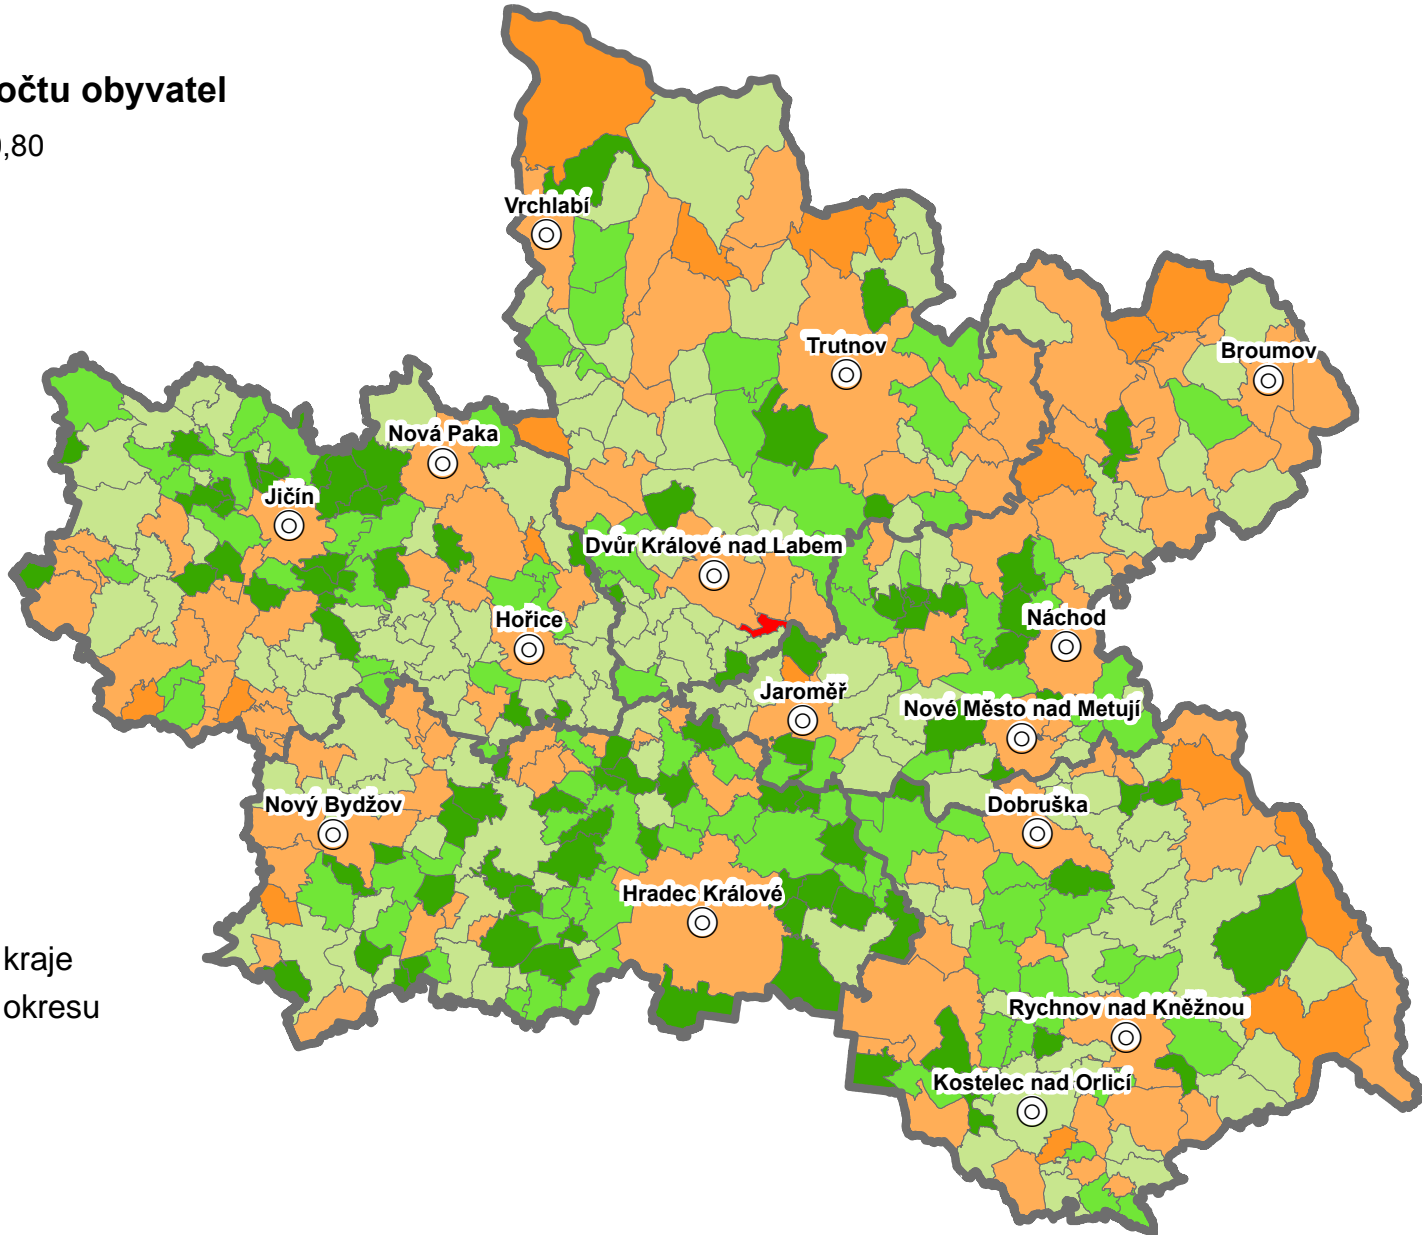 očtu obyvatel
,80
Vrchlabí
Trutnov
Broumov
Nová Paka
Jičín
Dvůr Králové nad Labem
Hořice
Náchod
Jaroměř
Nové Město nad Metují
Nový Bydžov
Dobruška
Hradec Králové
kraje
okresu
Rychnov nad Kněžnou
Kostelec nad Orlicí